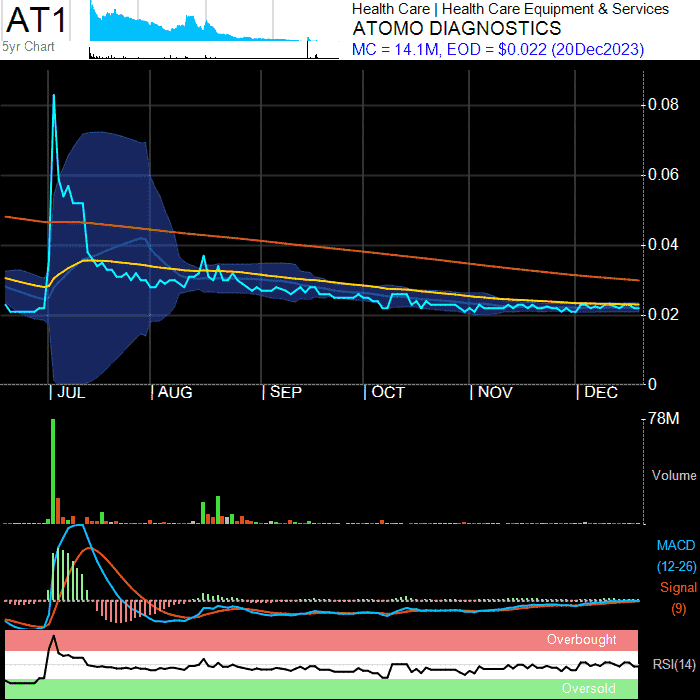 AT1
5yr Chart
Health Care | Health Care Equipment & Services
ATOMO DIAGNOSTICS
MC = 14.1M, EOD = $0.022 (20Dec2023)
0.08
0.06
0.04
0.02
0
| JUL | AUG | SEP | OCT | NOV | DEC
78M
Volume
MACD
(12-26)
Signal
(9)
Overbought
RSI(14)
Oversold